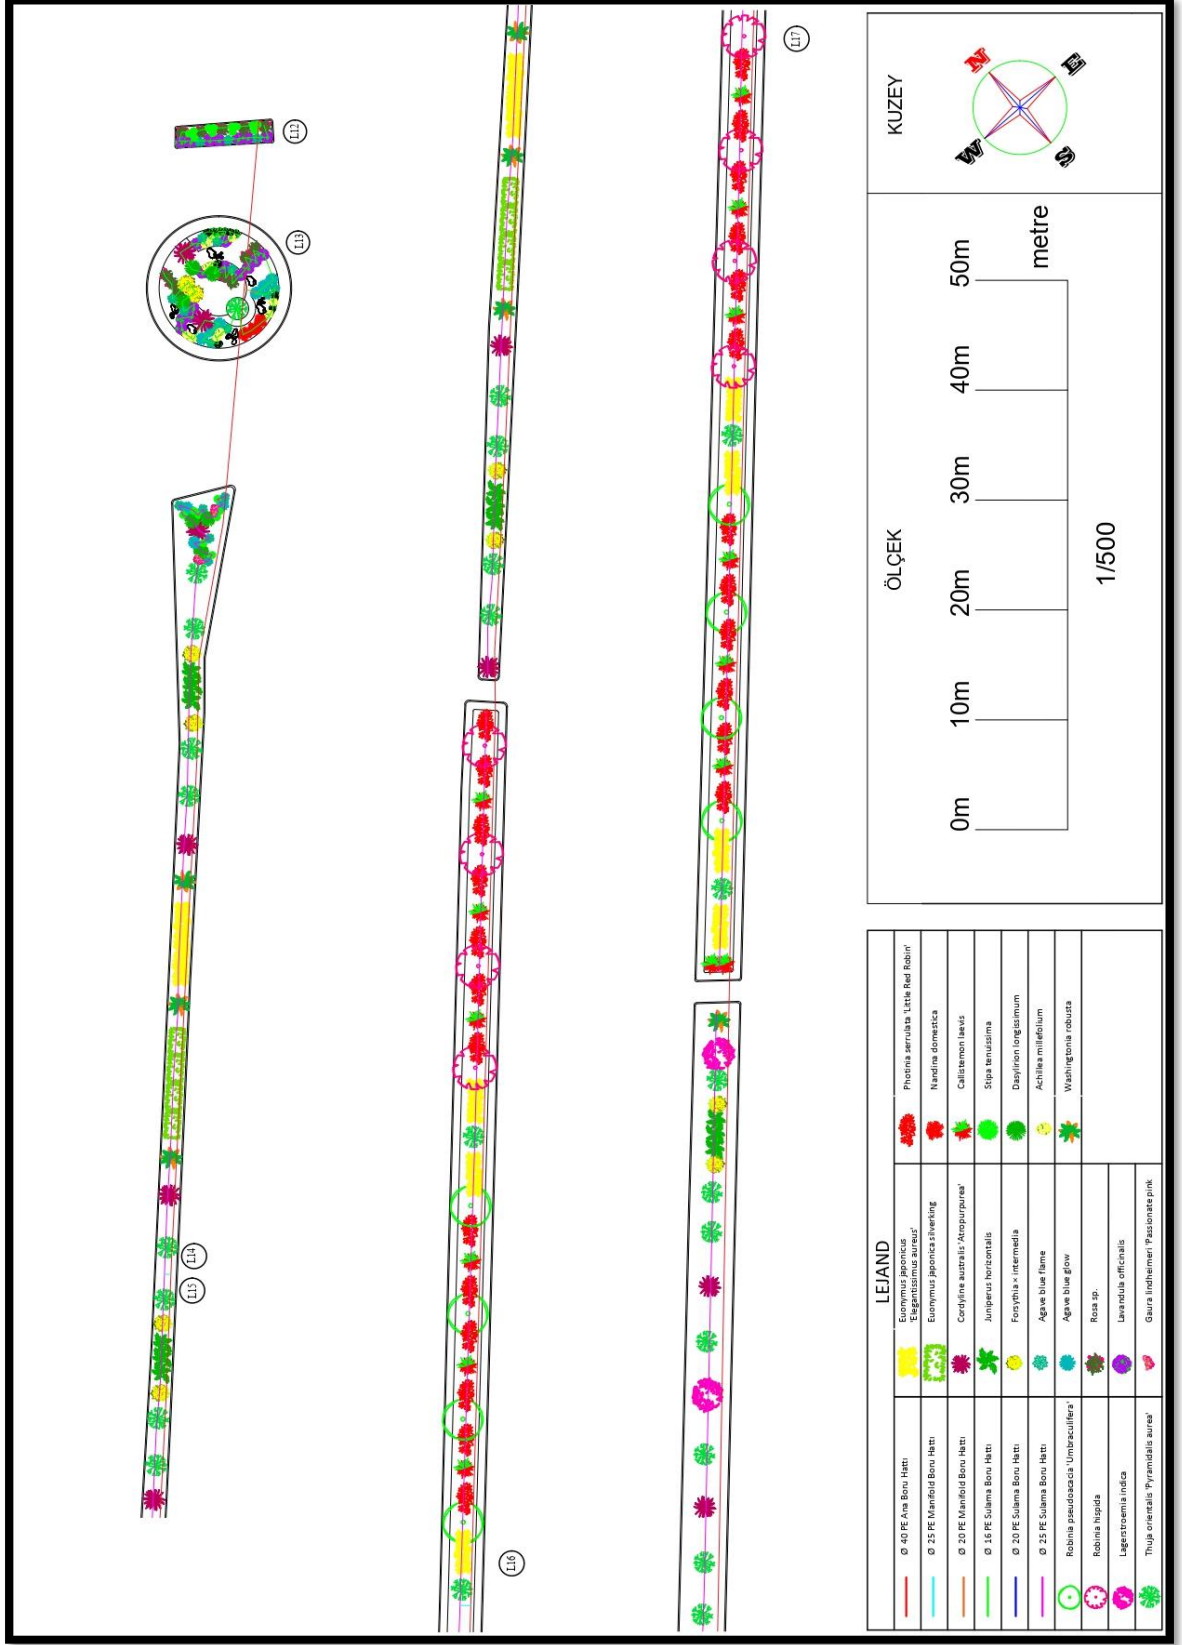 L12
L13
L14
L15
L16
L17
KUZEY
N
E
W
S
ÖLÇEK
0m
10m
20m
30m
40m
50m
metre
1/500
LEJAND
Ø 40 PE Ana Boru Hattı
Ø 25 PE Manifold Boru Hattı
Ø 20 PE Manifold Boru Hattı
Ø 16 PE Sulama Boru Hattı
Ø 20 PE Sulama Boru Hattı
Ø 25 PE Sulama Boru Hattı
Robinia pseudoacacia 'Umbraculifera'
Robinia hispida
Lagerstroemia indica
Thuja orientalis 'Pyramidalis aurea'
Euonymus japonicus
'Elegantissimus aureus'
Euonymus japonica silverking
Cordyline australis 'Atropurpurea'
Juniperus horizontalis
Forsythia × intermedia
Agave blue flame
Agave blue glow
Rosa sp.
Lavandula officinalis
Gaura lindheimeri 'Passionate pink
Photinia serrulata 'Little Red Robin'
Nandina domestica
Callistemon laevis
Stipa tenuissima
Dasylirion longissimum
Achillea millefolium
Washingtonia robusta